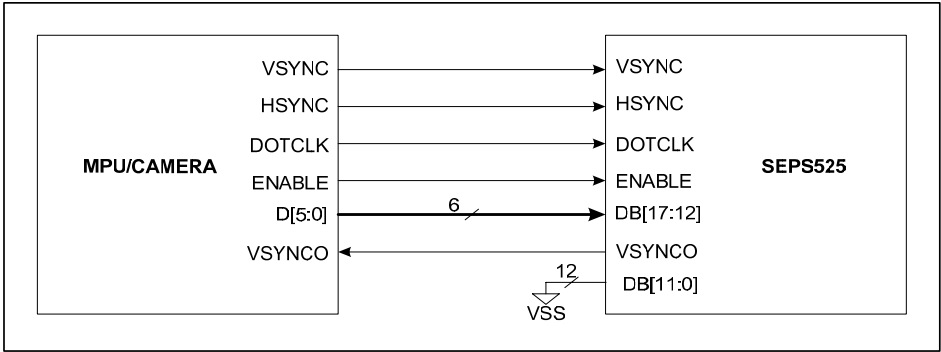 VSYNC VSYNC
HSYNC HSYNC
DOTCLK DOTCLK
MPU/CAMERA SEPS525
ENABLE ENABLE
D[5:0] 6 DB[17:12]
VSYNCO VSYNCO
12 DB[11:0]
VSS